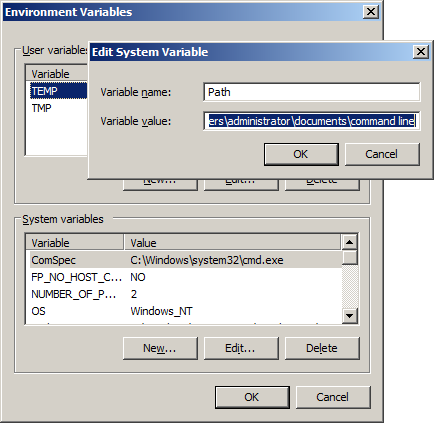 Environment Variables
User variables
Variable
TEMP
TMP
New... Edit... Delete
Edit System Variable
Variable name: Path
Variable value: ers\administrator\documents\command line
OK Cancel
System variables
Variable Value
ComSpec C:\Windows\system32\cmd.exe
FP_NO_HOST_C... NO
NUMBER_OF_P... 2
OS Windows_NT
New... Edit... Delete
OK Cancel